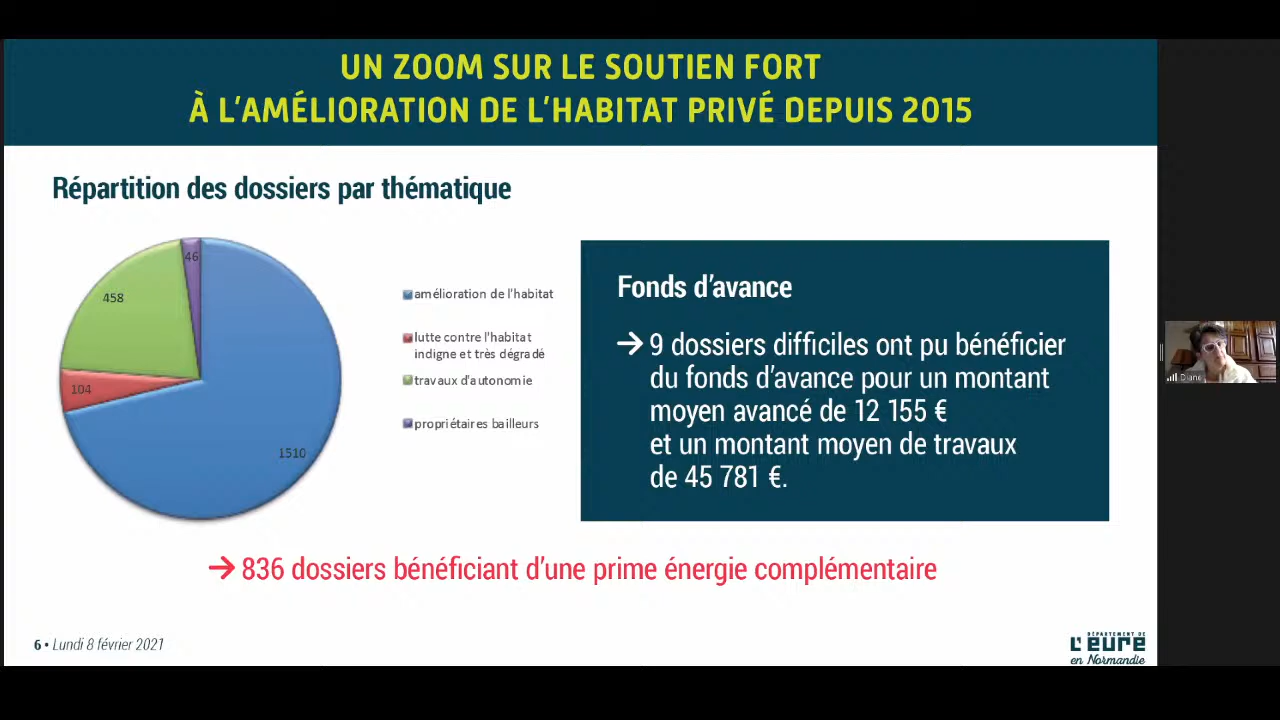 UN ZOOM SUR LE SOUTIEN FORT
À L'AMÉLIORATION DE L'HABITAT PRIVÉ DEPUIS 2015
Répartition des dossiers par thématique
46
458
104
1510
amélioration de l'habitat
lutte contre l'habitat
indigne et très dégradé
travaux d'autonomie
propriétaires bailleurs
Fonds d'avance
→ 9 dossiers difficiles ont pu bénéficier
du fonds d'avance pour un montant
moyen avancé de 12 155 €
et un montant moyen de travaux
de 45 781 €.
→ 836 dossiers bénéficiant d'une prime énergie complémentaire
6 • Lundi 8 février 2021
DÉPARTEMENT DE
L'EURE
en Normandie
Diane